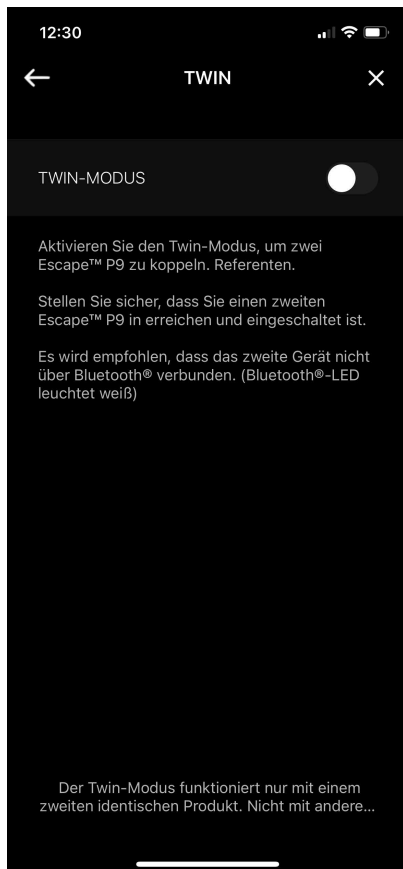 12:30
TWIN
TWIN-MODUS
Aktivieren Sie den Twin-Modus, um zwei
Escape™ P9 zu koppeln. Referenten.
Stellen Sie sicher, dass Sie einen zweiten
Escape™ P9 in erreichen und eingeschaltet ist.
Es wird empfohlen, dass das zweite Gerät nicht
über Bluetooth® verbunden. (Bluetooth®-LED
leuchtet weiß)
Der Twin-Modus funktioniert nur mit einem
zweiten identischen Produkt. Nicht mit andere...